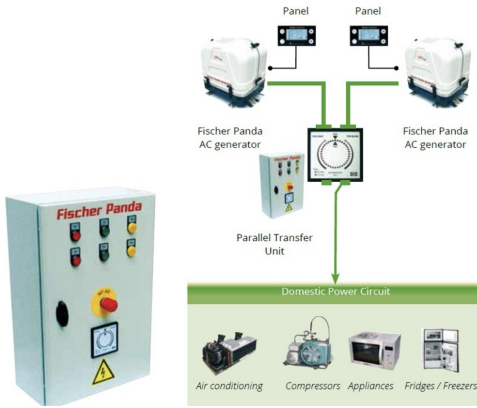 Panel
Panel
Fischer Panda
AC generator
Fischer Panda
AC generator
Parallel Transfer
Unit
Fischer Panda
Domestic Power Circuit
Air conditioning
Compressors
Appliances
Fridges / Freezers